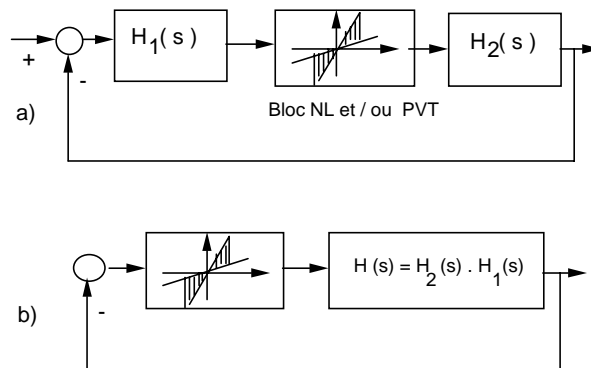 H1( s )
H2( s )
+
-
Bloc NL et / ou PVT
a)
H (s) = H2(s) . H1(s)
-
b)